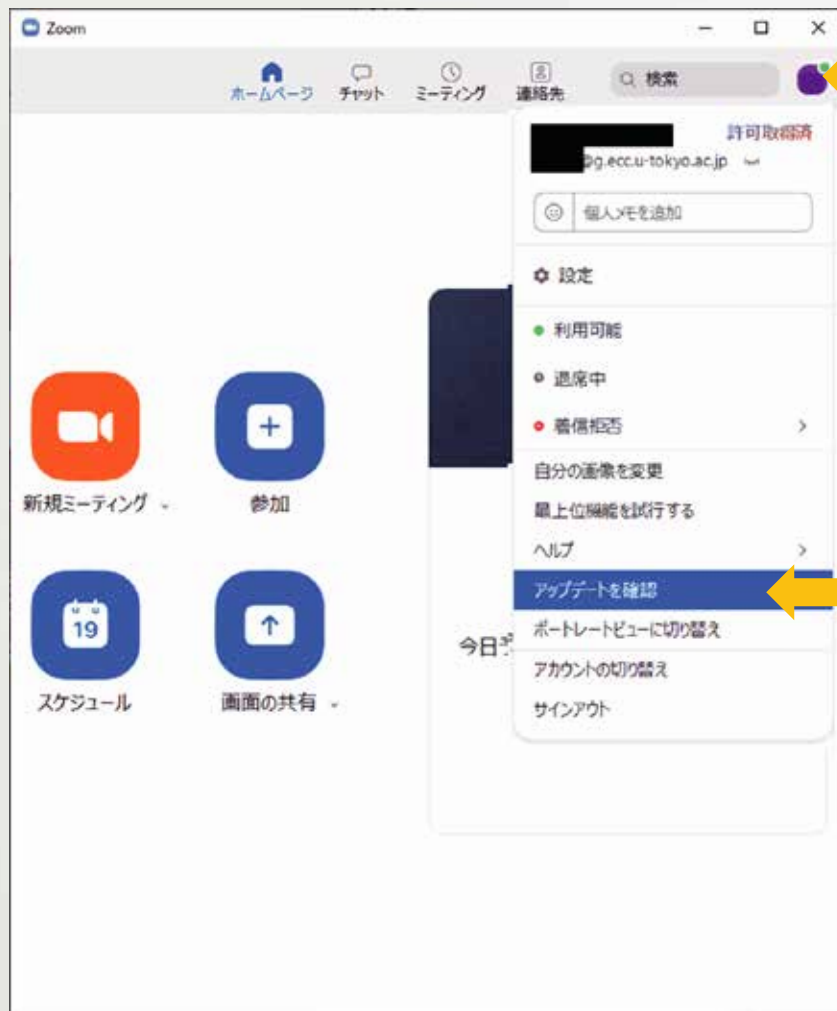 Zoom
ホームページ
チャット
ミーティング
連絡先
検索
許可取得済
@g.ecc.u-tokyo.ac.jp
個人メモを追加
設定
利用可能
退席中
着信拒否
自分の画像を変更
最上位機能を試行する
ヘルプ
アップデートを確認
ポートレートビューに切り替え
アカウントの切り替え
サインアウト
新規ミーティング
参加
19
スケジュール
画面の共有
今日